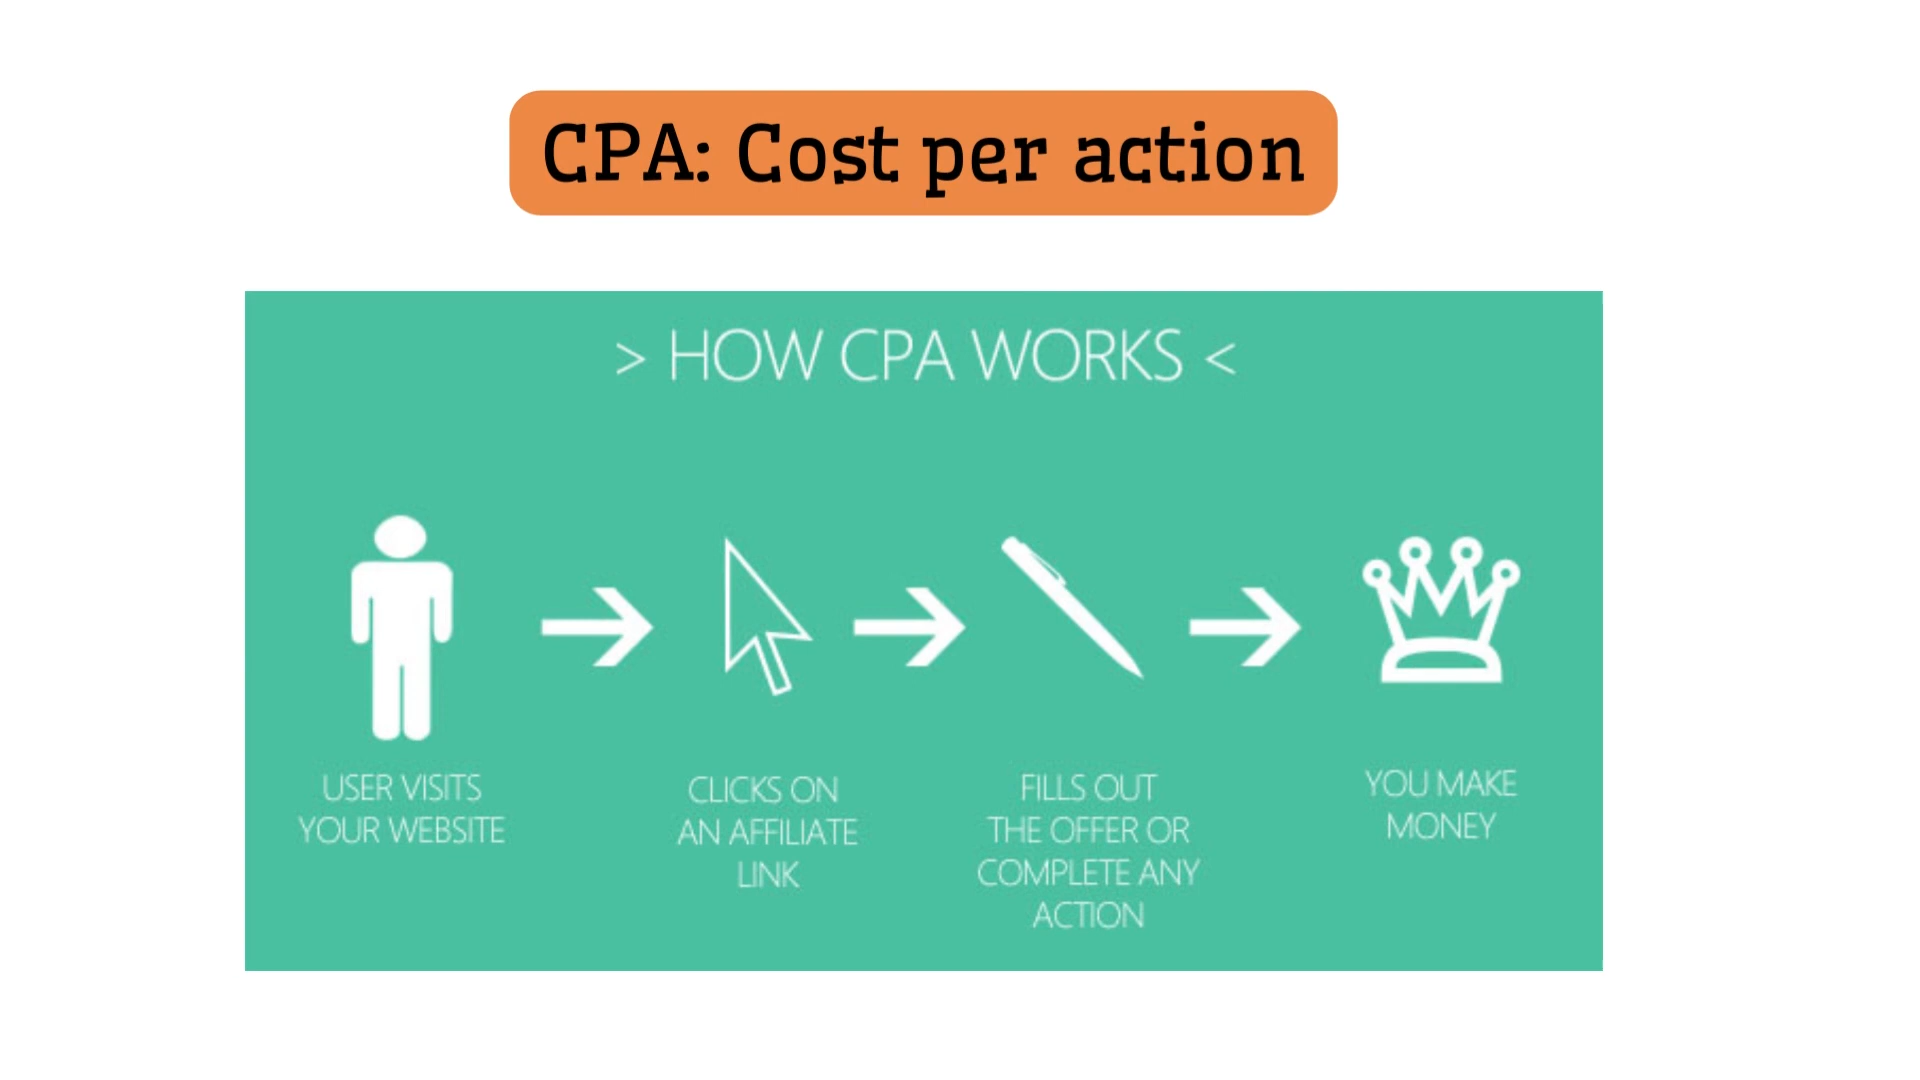 CPA: Cost per action
> HOW CPA WORKS <
USER VISITS
YOUR WEBSITE
CLICKS ON
AN AFFILIATE
LINK
FILLS OUT
THE OFFER OR
COMPLETE ANY
ACTION
YOU MAKE
MONEY